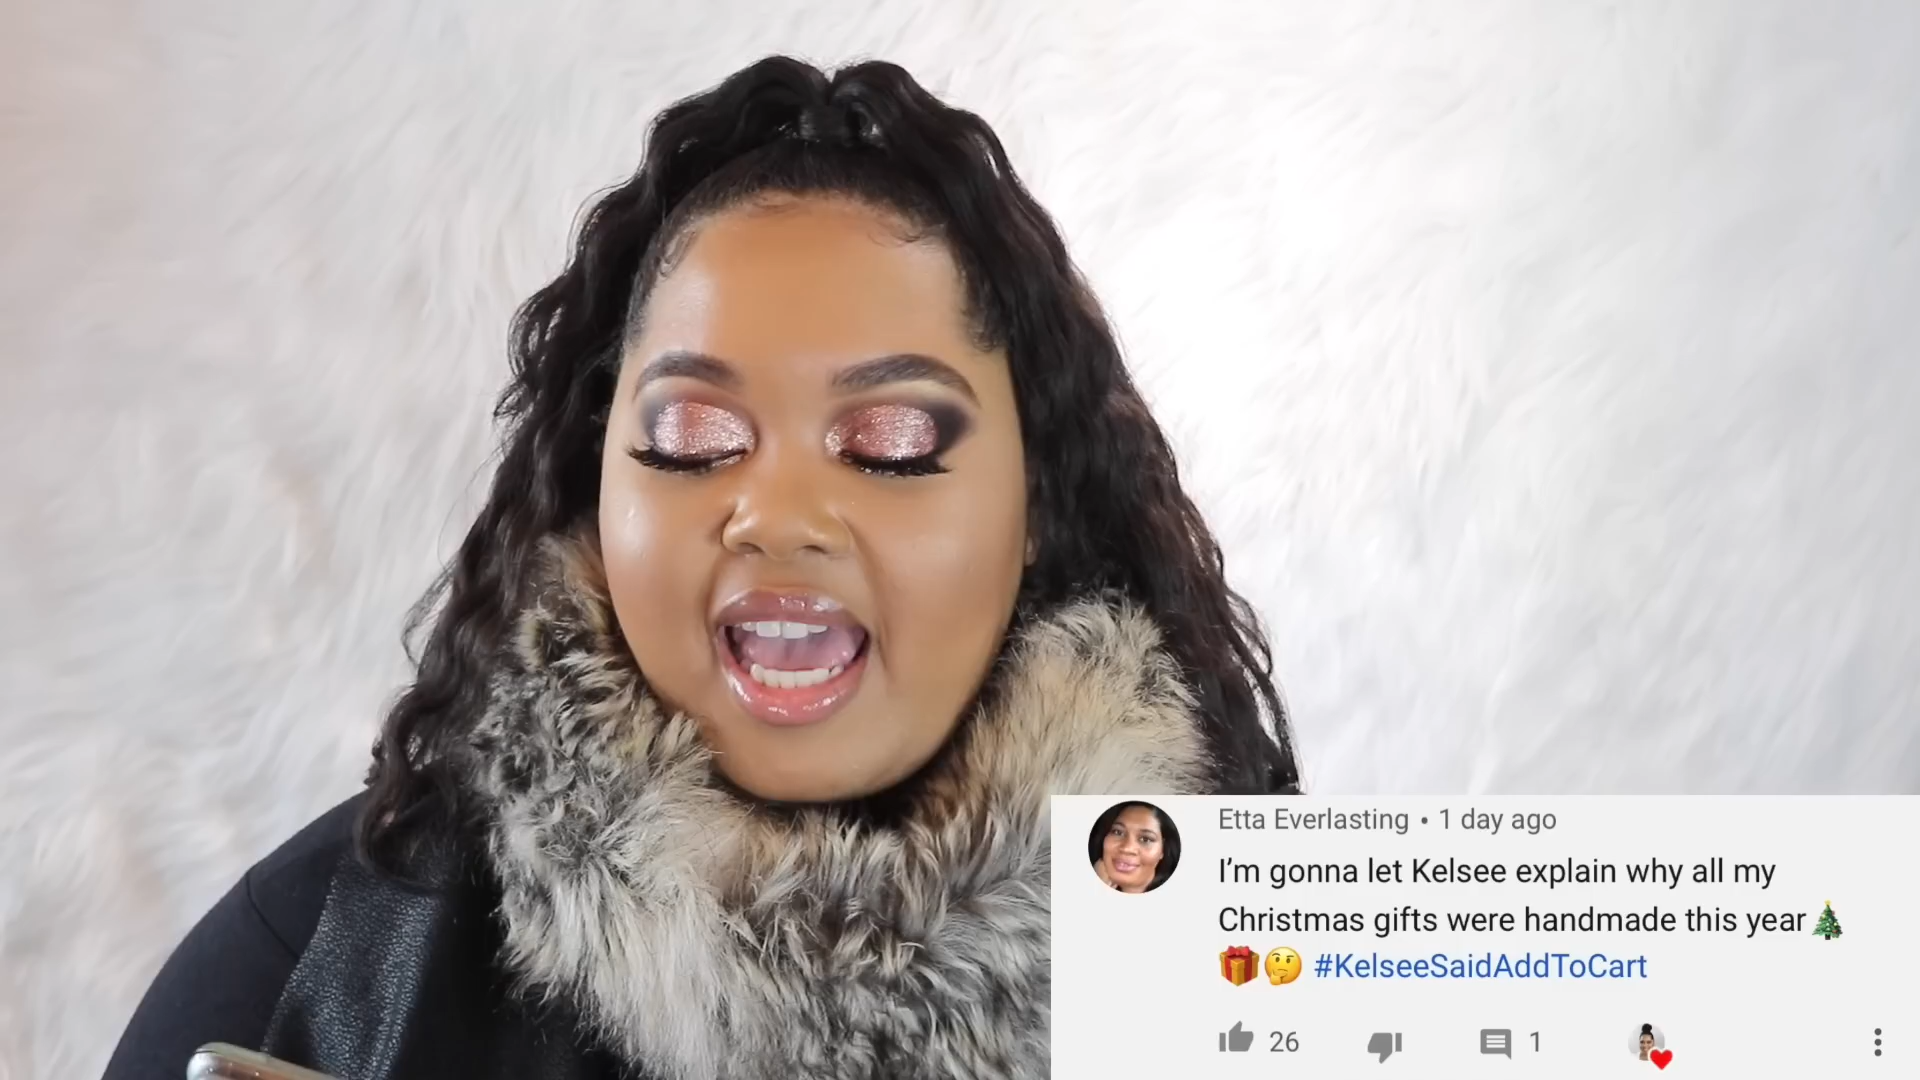 Etta Everlasting • 1 day ago
I’m gonna let Kelsee explain why all my
Christmas gifts were handmade this year🎄
🎁🤔 #KelseeSaidAddToCart
26 1